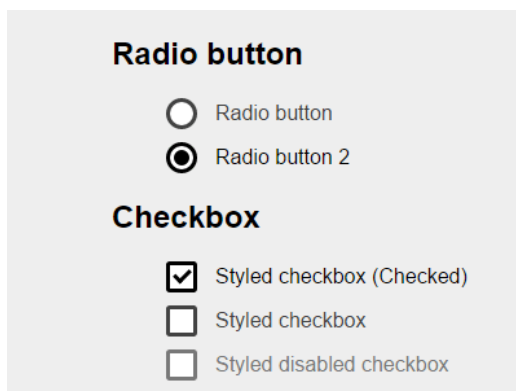 Radio button
Radio button
Radio button 2
Checkbox
Styled checkbox (Checked)
Styled checkbox
Styled disabled checkbox